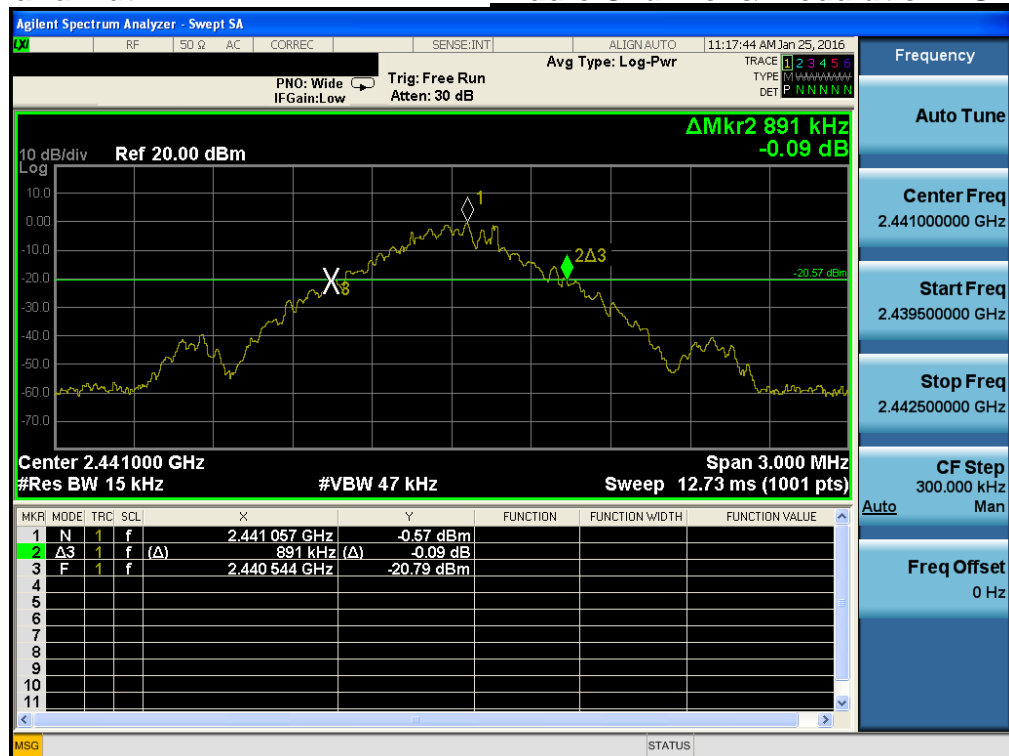 Agilent Spectrum Analyzer - Swept SA
LXI RF 50 Ω AC CORREC SENSE:INT ALIGN AUTO 11:17:44 AM Jan 25, 2016
Avg Type: Log-Pwr TRACE 1 2 3 4 5 6
PNO: Wide Trig: Free Run TYPE M
IFGain:Low Atten: 30 dB DET P N N N N N
ΔMkr2 891 kHz
-0.09 dB
10 dB/div Ref 20.00 dBm
Log
10.0
0.00
-10.0
-20.0
-30.0
-40.0
-50.0
-60.0
-70.0
1
2Δ3
3
-20.57 dBm
Center 2.441000 GHz Span 3.000 MHz
#Res BW 15 kHz #VBW 47 kHz Sweep 12.73 ms (1001 pts)
MKR MODE TRC SCL X Y FUNCTION FUNCTION WIDTH FUNCTION VALUE
1 N 1 f 2.441 057 GHz -0.57 dBm
2 Δ3 1 f (Δ) 891 kHz (Δ) -0.09 dB
3 F 1 f 2.440 544 GHz -20.79 dBm
4
5
6
7
8
9
10
11
MSG STATUS
Frequency
Auto Tune
Center Freq
2.441000000 GHz
Start Freq
2.439500000 GHz
Stop Freq
2.442500000 GHz
CF Step
300.000 kHz
Auto Man
Freq Offset
0 Hz